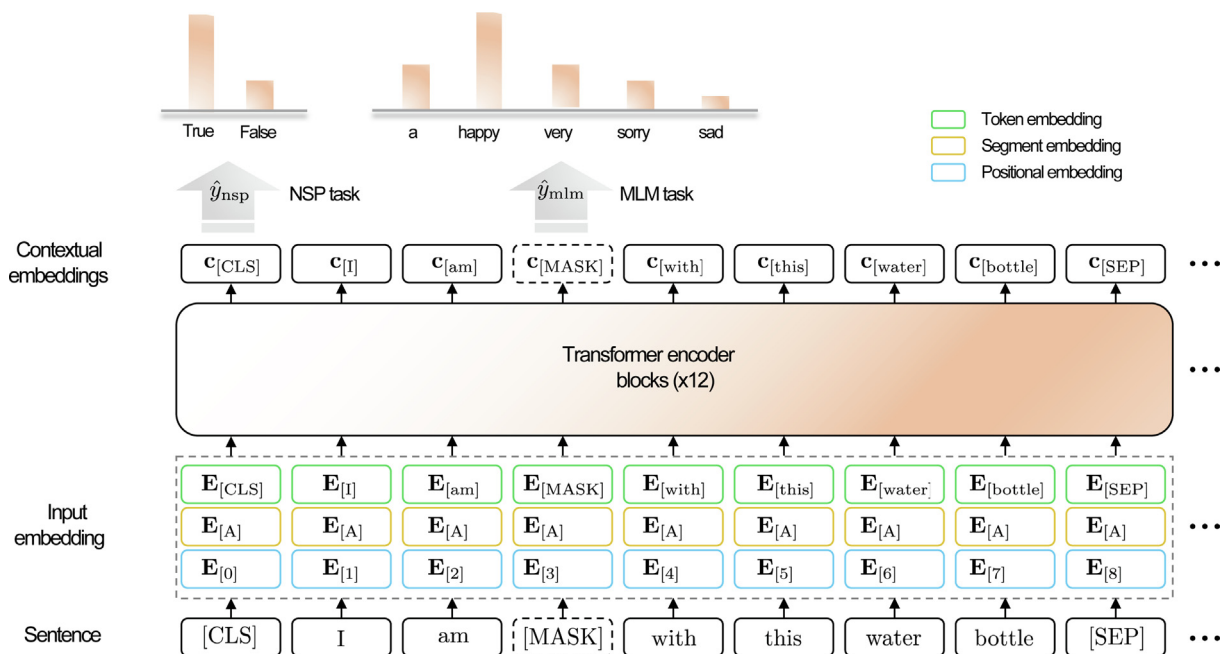 True False
a happy very sorry sad
Token embedding
Segment embedding
Positional embedding
ŷnsp NSP task
ŷmlm MLM task
Contextual
embeddings
c[CLS] c[I] c[am] c[MASK] c[with] c[this] c[water] c[bottle] c[SEP] •••
Transformer encoder
blocks (x12)
•••
Input
embedding
E[CLS] E[I] E[am] E[MASK] E[with] E[this] E[water] E[bottle] E[SEP]
E[A] E[A] E[A] E[A] E[A] E[A] E[A] E[A] E[A] •••
E[0] E[1] E[2] E[3] E[4] E[5] E[6] E[7] E[8]
Sentence
[CLS] I am [MASK] with this water bottle [SEP] •••